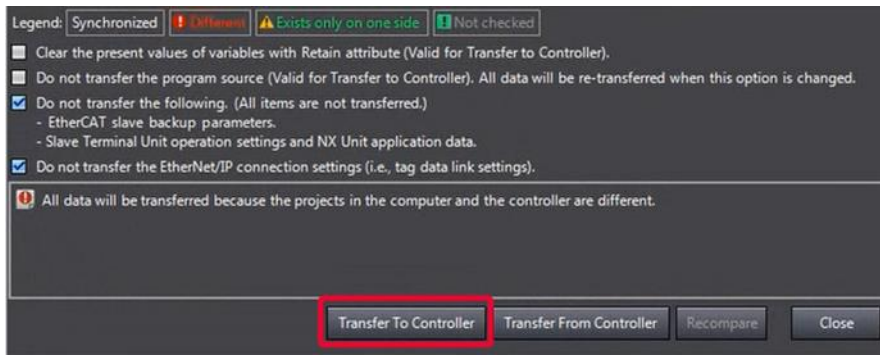 Legend: Synchronized Different Exists only on one side Not checked
Clear the present values of variables with Retain attribute (Valid for Transfer to Controller).
Do not transfer the program source (Valid for Transfer to Controller). All data will be re-transferred when this option is changed.
Do not transfer the following. (All items are not transferred.)
- EtherCAT slave backup parameters.
- Slave Terminal Unit operation settings and NX Unit application data.
Do not transfer the EtherNet/IP connection settings (i.e., tag data link settings).
All data will be transferred because the projects in the computer and the controller are different.
Transfer To Controller Transfer From Controller Recompare Close